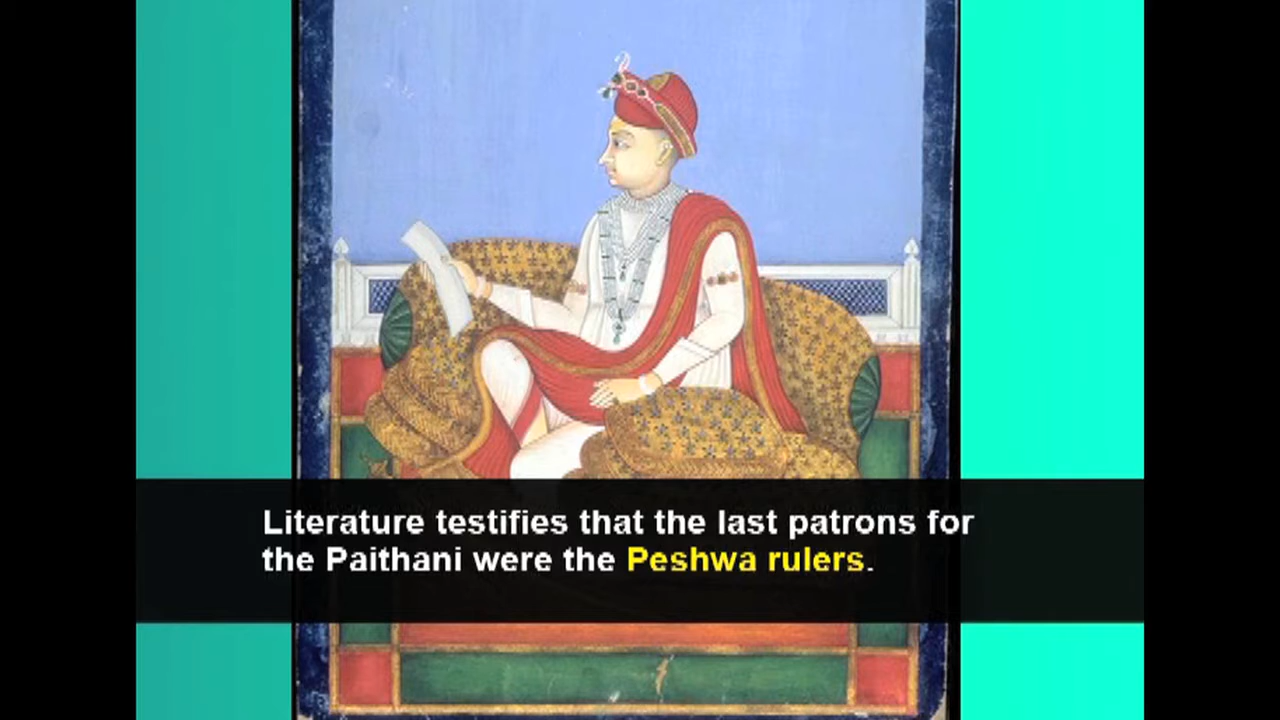 Literature testifies that the last patrons for
the Paithani were the Peshwa rulers.